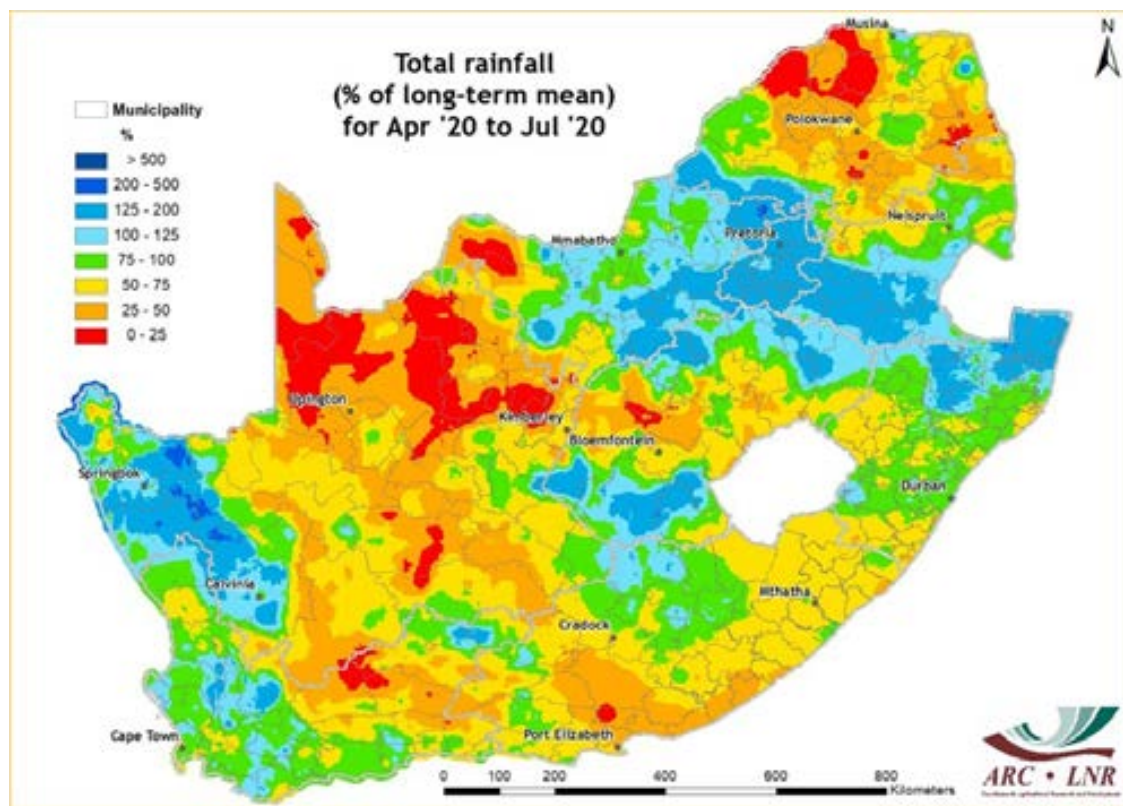 Total rainfall
(% of long-term mean)
for Apr '20 to Jul '20
N
Municipality
%
> 500
200 - 500
125 - 200
100 - 125
75 - 100
50 - 75
25 - 50
0 - 25
Musina
Polokwane
Nelspruit
Pretoria
Mmabatho
Upington
Kimberley
Bloemfontein
Springbok
Durban
Calvinia
Mthatha
Cradock
Cape Town
Port Elizabeth
0 100 200 400 600 800
Kilometers
ARC • LNR